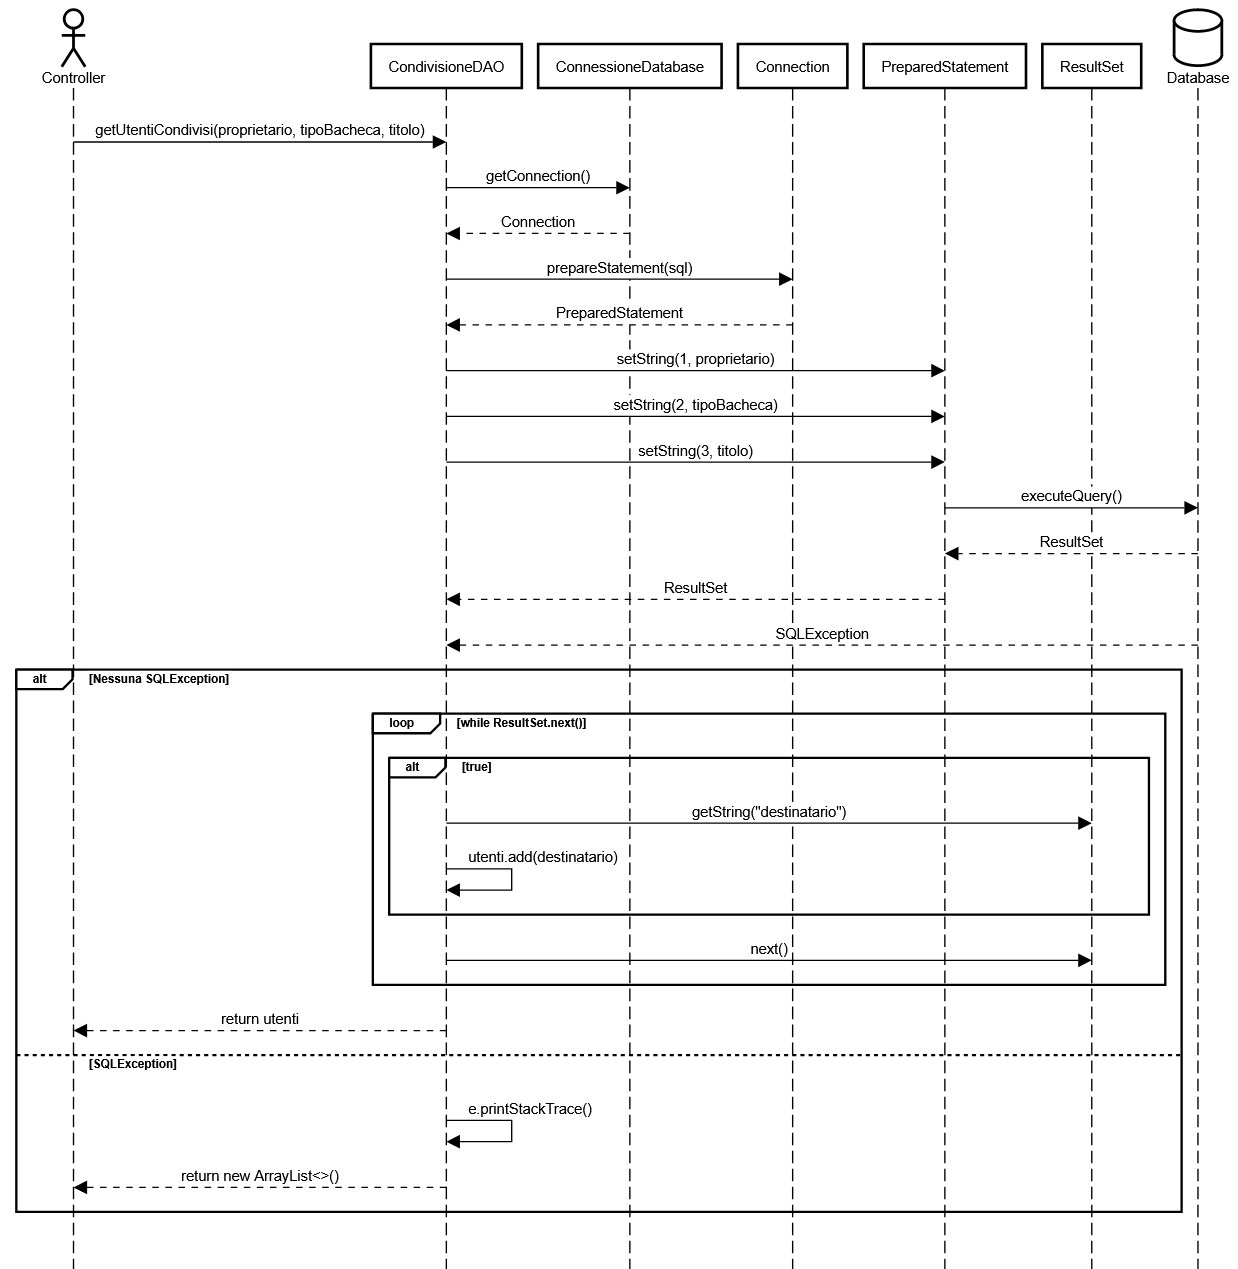 Controller
CondivisioneDAO
ConnessioneDatabase
Connection
PreparedStatement
ResultSet
Database
getUtentiCondivisi(proprietario, tipoBacheca, titolo)
getConnection()
Connection
prepareStatement(sql)
PreparedStatement
setString(1, proprietario)
setString(2, tipoBacheca)
setString(3, titolo)
executeQuery()
ResultSet
ResultSet
SQLException
alt
[Nessuna SQLException]
loop
[while ResultSet.next()]
alt
[true]
getString("destinatario")
utenti.add(destinatario)
next()
return utenti
[SQLException]
e.printStackTrace()
return new ArrayList<>()